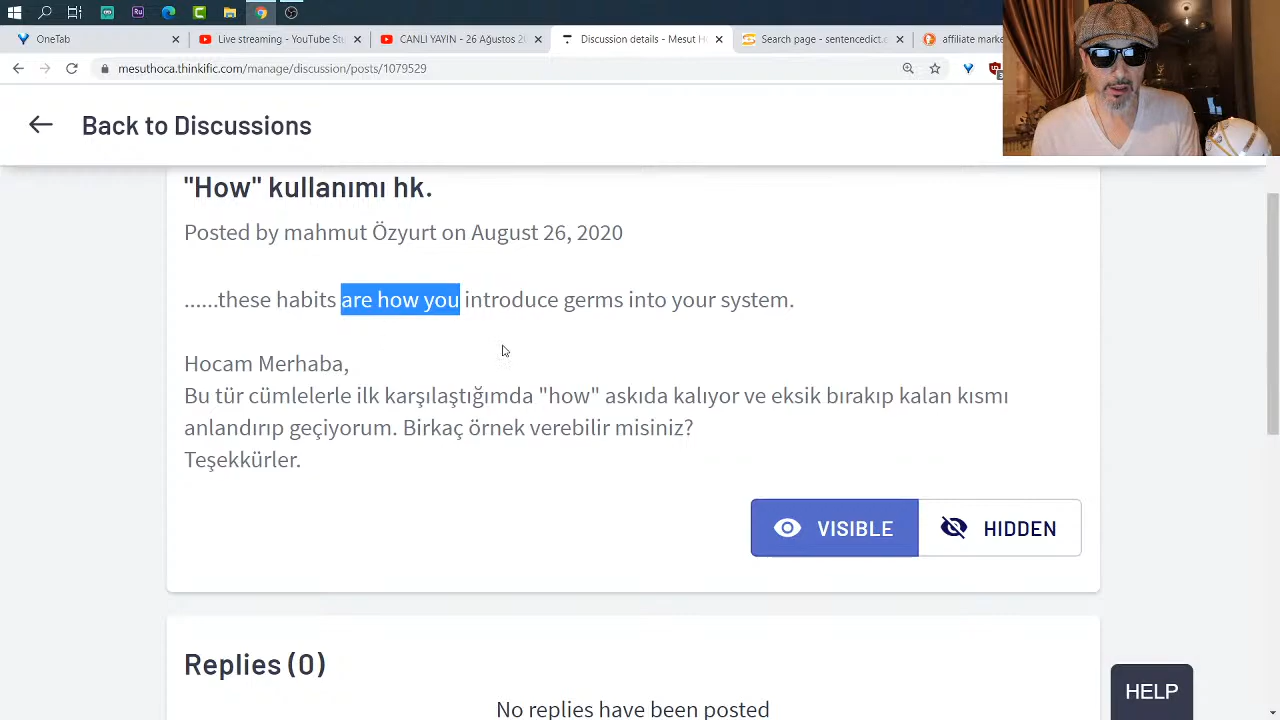 OneTab
Live streaming - YouTube Stu
CANLI YAYIN - 26 Ağustos 20
Discussion details - Mesut H
Search page - sentencedict.c
affiliate marke
mesuthoca.thinkific.com/manage/discussion/posts/1079529
Back to Discussions
"How" kullanımı hk.
Posted by mahmut Özyurt on August 26, 2020
......these habits are how you introduce germs into your system.
Hocam Merhaba,
Bu tür cümlelerle ilk karşılaştığımda "how" askıda kalıyor ve eksik bırakıp kalan kısmı
anlandırıp geçiyorum. Birkaç örnek verebilir misiniz?
Teşekkürler.
VISIBLE
HIDDEN
Replies (0)
No replies have been posted
HELP